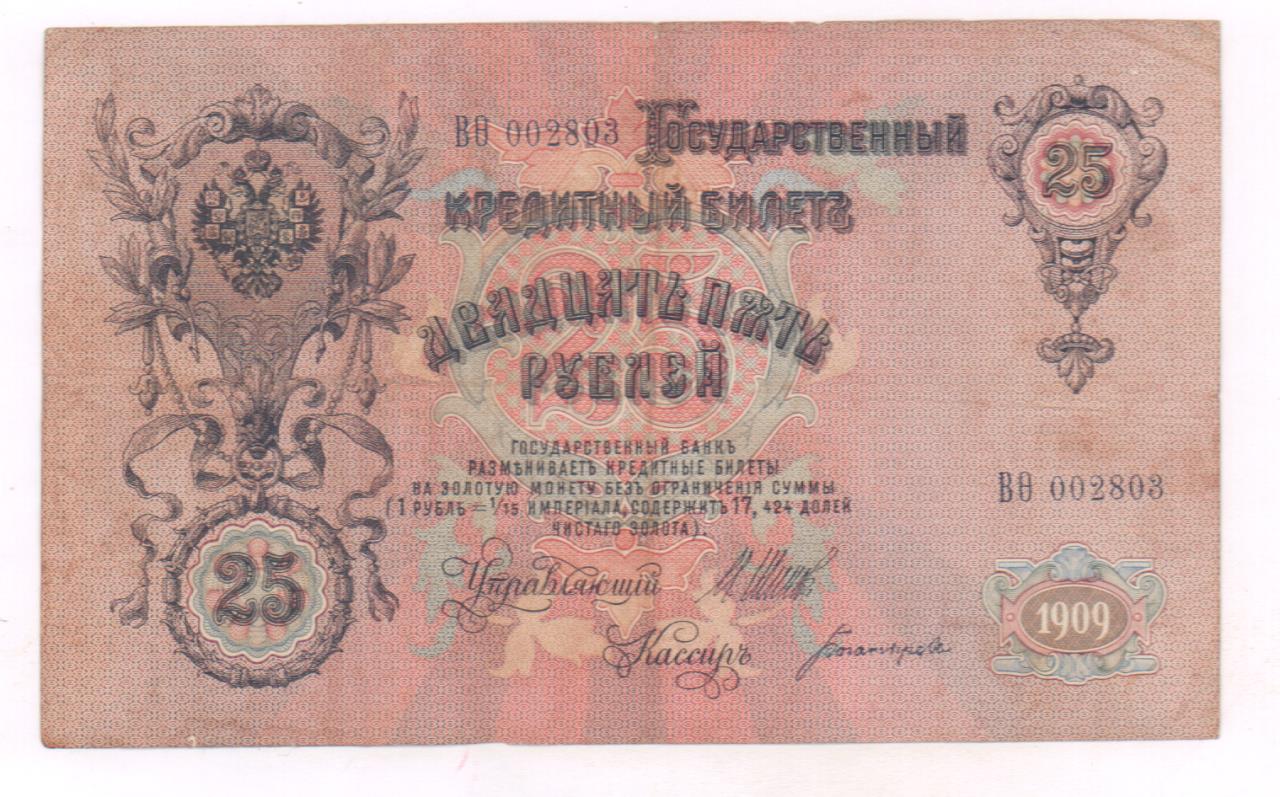 ВѲ 002803 ГОСУДАРСТВЕННЫЙ
КРЕДИТНЫЙ БИЛЕТЪ
25
ДВАДЦАТЬ ПЯТЬ
РУБЛЕЙ
25
ГОСУДАРСТВЕННЫЙ БАНКЪ
РАЗМѢНИВАЕТЪ КРЕДИТНЫЕ БИЛЕТЫ
НА ЗОЛОТУЮ МОНЕТУ БЕЗЪ ОГРАНИЧЕНІЯ СУММЫ
(1 РУБЛЬ = 1/15 ИМПЕРІАЛА, СОДЕРЖИТЪ 17, 424 ДОЛЕЙ
ЧИСТАГО ЗОЛОТА).
ВѲ 002803
25
Управляющій
Кассиръ
1909